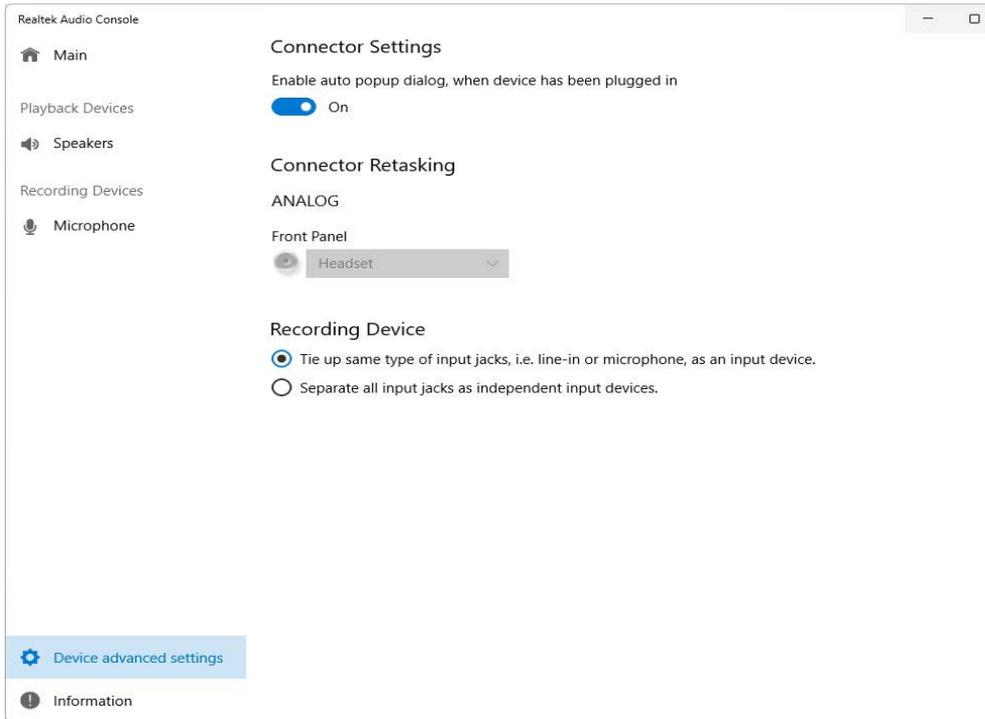 Realtek Audio Console
Main
Playback Devices
Speakers
Recording Devices
Microphone
Device advanced settings
Information
Connector Settings
Enable auto popup dialog, when device has been plugged in
On
Connector Retasking
ANALOG
Front Panel
Headset
Recording Device
Tie up same type of input jacks, i.e. line-in or microphone, as an input device.
Separate all input jacks as independent input devices.